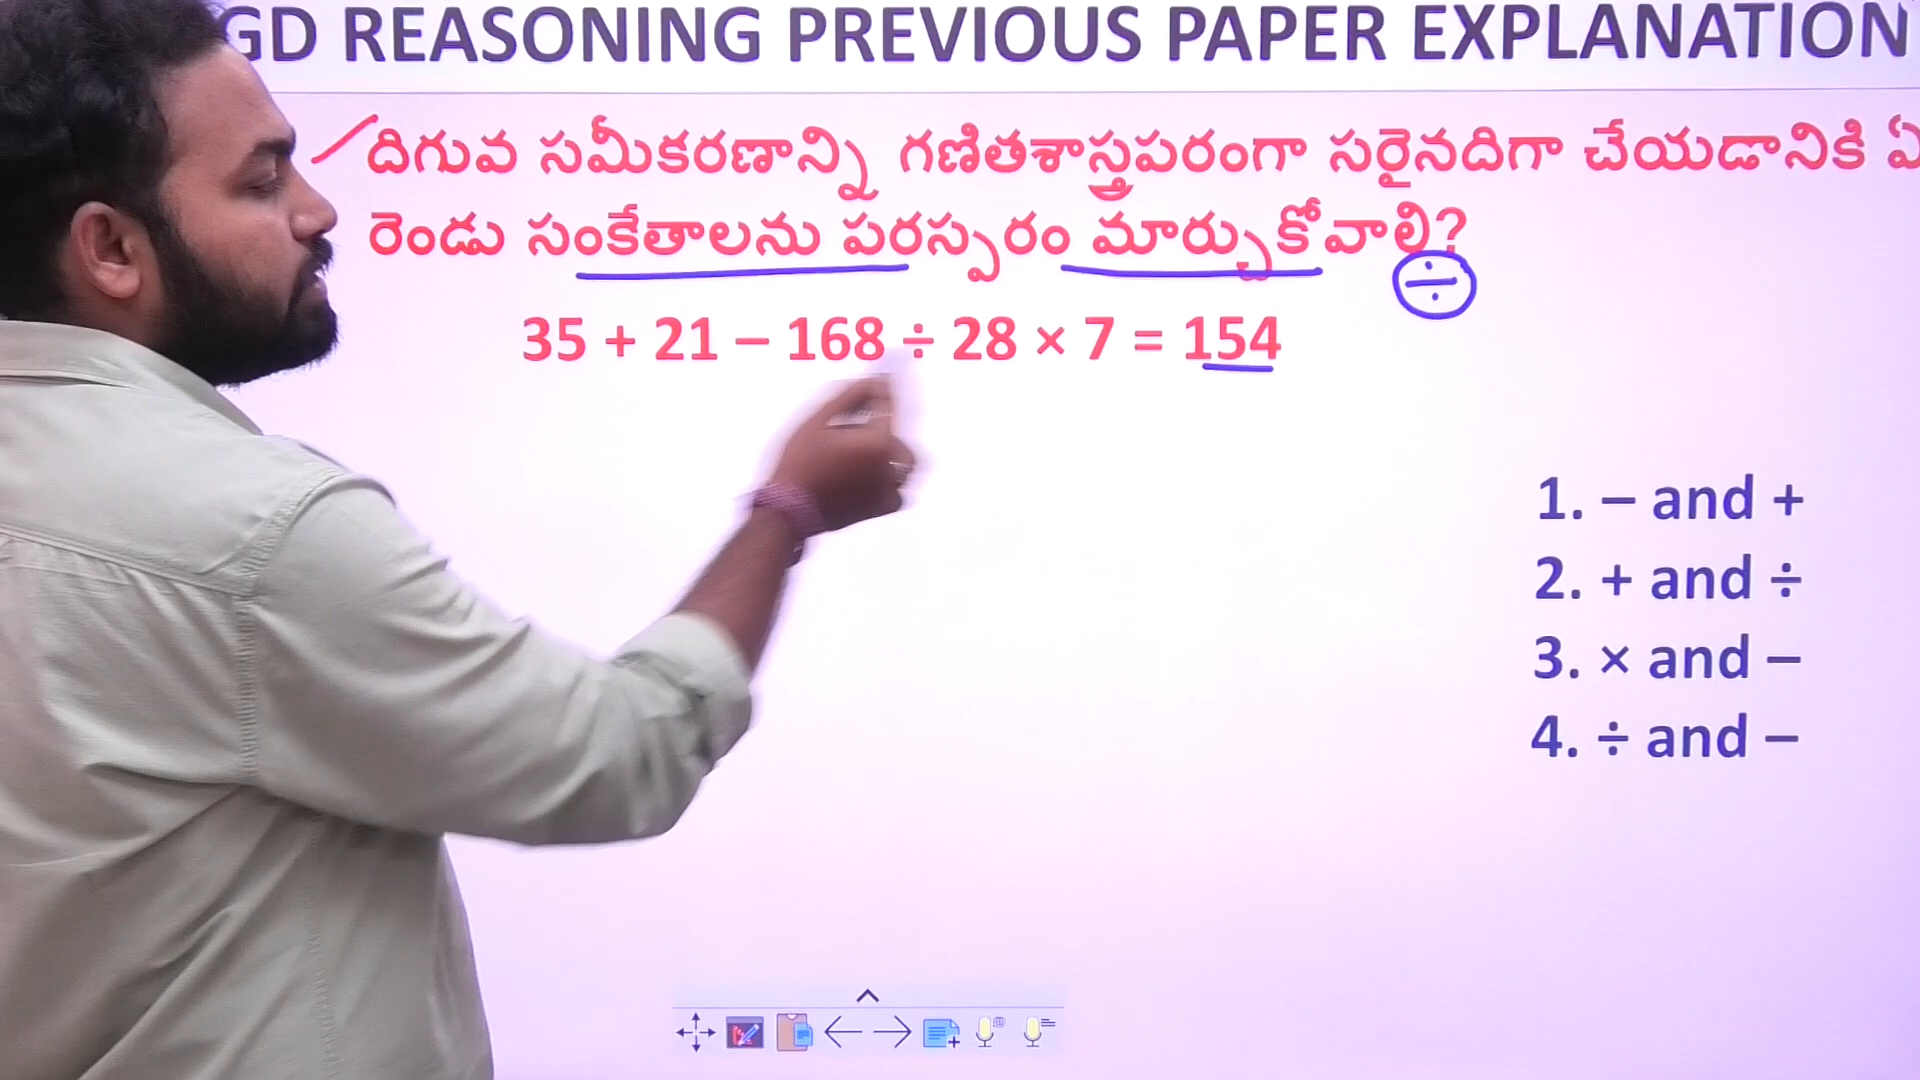 GD REASONING PREVIOUS PAPER EXPLANATION
దిగువ సమీకరణాన్ని గణితశాస్త్రపరంగా సరైనదిగా చేయడానికి ఏ
రెండు సంకేతాలను పరస్పరం మార్చుకోవాలి?
÷
35 + 21 – 168 ÷ 28 × 7 = 154
1. – and +
2. + and ÷
3. × and –
4. ÷ and –